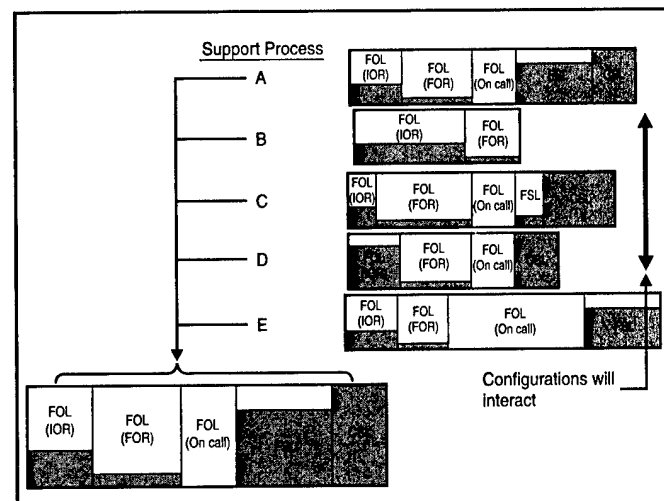 Support Process
A
FOL
(IOR)
FOL
(FOR)
FOL
(On call)
B
FOL
(IOR)
FOL
(FOR)
C
FOL
(IOR)
FOL
(FOR)
FOL
(On call)
FSL
D
FOL
(FOR)
FOL
(On call)
E
FOL
(IOR)
FOL
(FOR)
FOL
(On call)
Configurations will
interact
FOL
(IOR)
FOL
(FOR)
FOL
(On call)